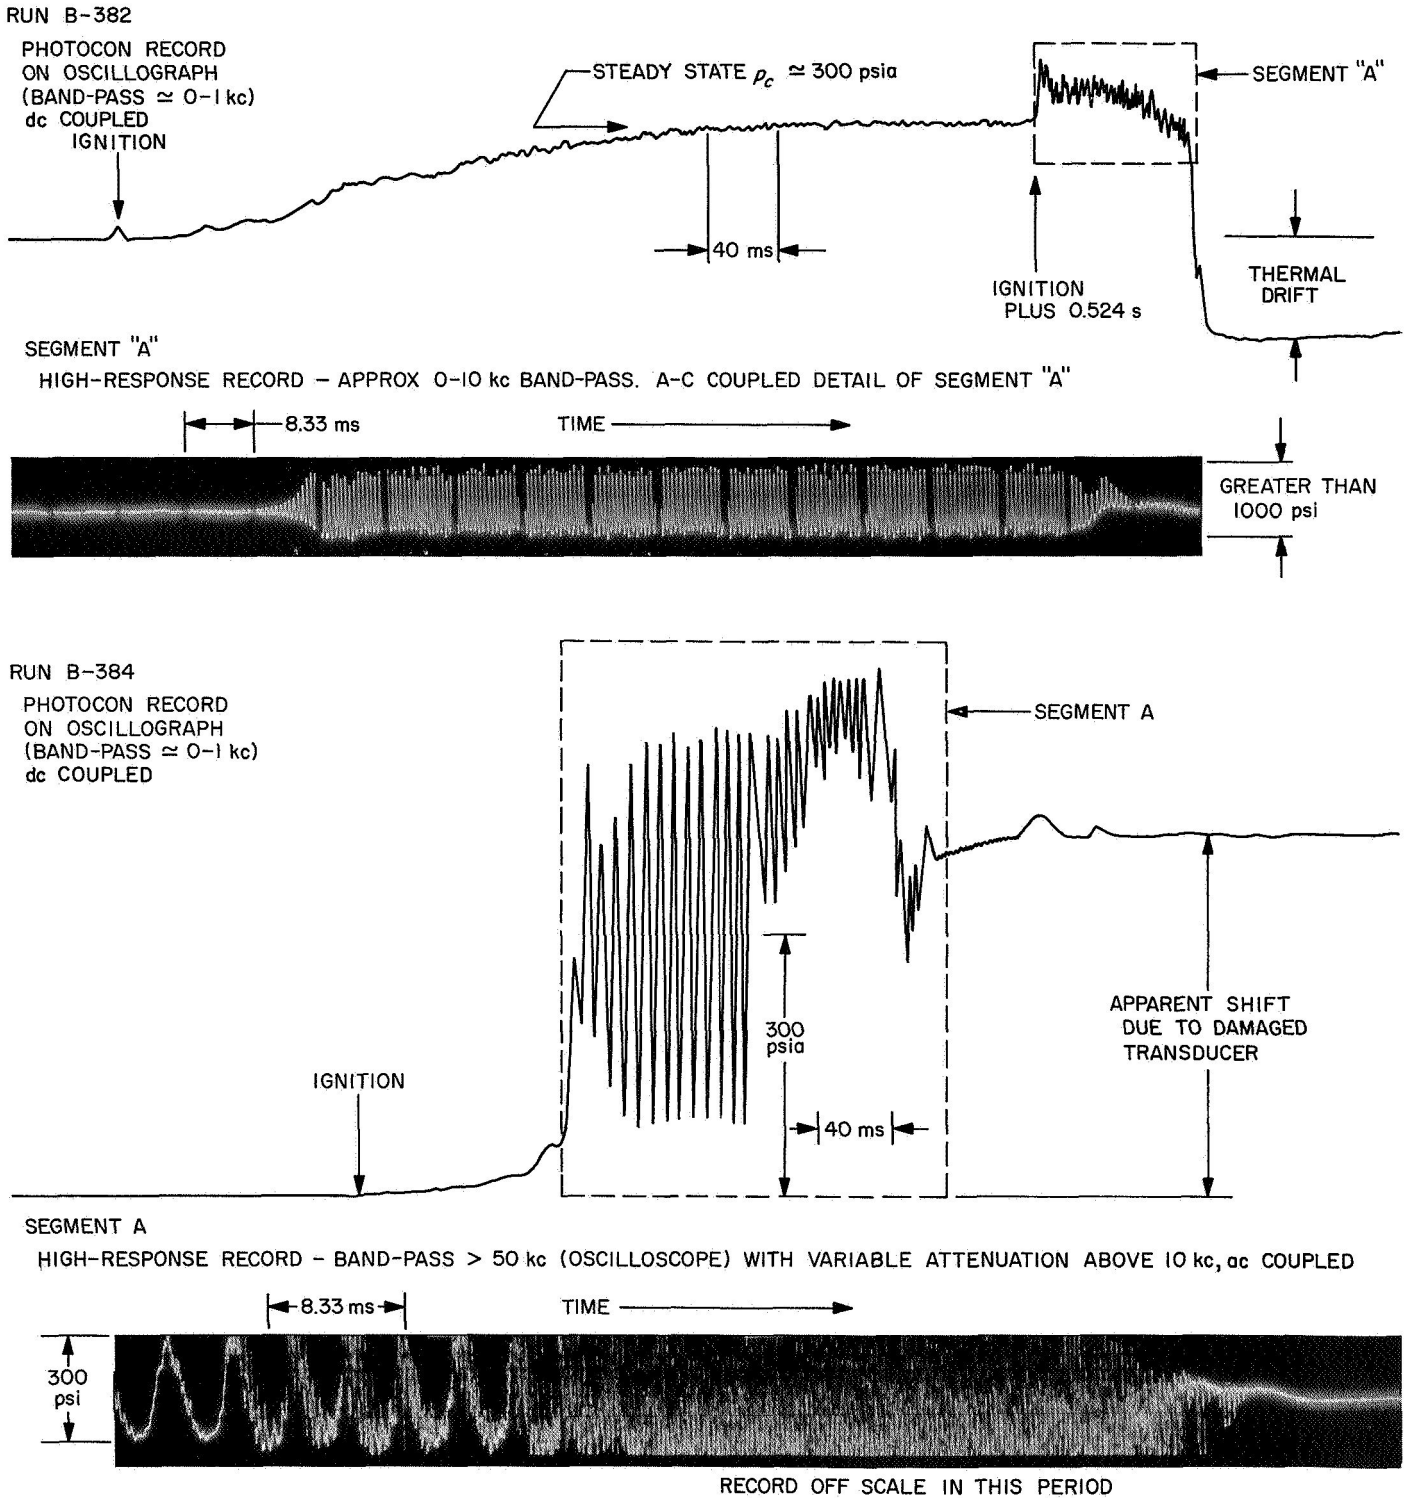 RUN B-382
PHOTOCON RECORD
ON OSCILLOGRAPH
(BAND-PASS ≃ 0-1 kc)
dc COUPLED
IGNITION
STEADY STATE pc ≃ 300 psia
SEGMENT "A"
40 ms
IGNITION
PLUS 0.524 s
THERMAL
DRIFT
SEGMENT "A"
HIGH-RESPONSE RECORD – APPROX 0-10 kc BAND-PASS. A-C COUPLED DETAIL OF SEGMENT "A"
8.33 ms
TIME
GREATER THAN
1000 psi
RUN B-384
PHOTOCON RECORD
ON OSCILLOGRAPH
(BAND-PASS ≃ 0-1 kc)
dc COUPLED
SEGMENT A
300
psia
APPARENT SHIFT
DUE TO DAMAGED
TRANSDUCER
IGNITION
40 ms
SEGMENT A
HIGH-RESPONSE RECORD – BAND-PASS > 50 kc (OSCILLOSCOPE) WITH VARIABLE ATTENUATION ABOVE 10 kc, ac COUPLED
8.33 ms
TIME
300
psi
RECORD OFF SCALE IN THIS PERIOD